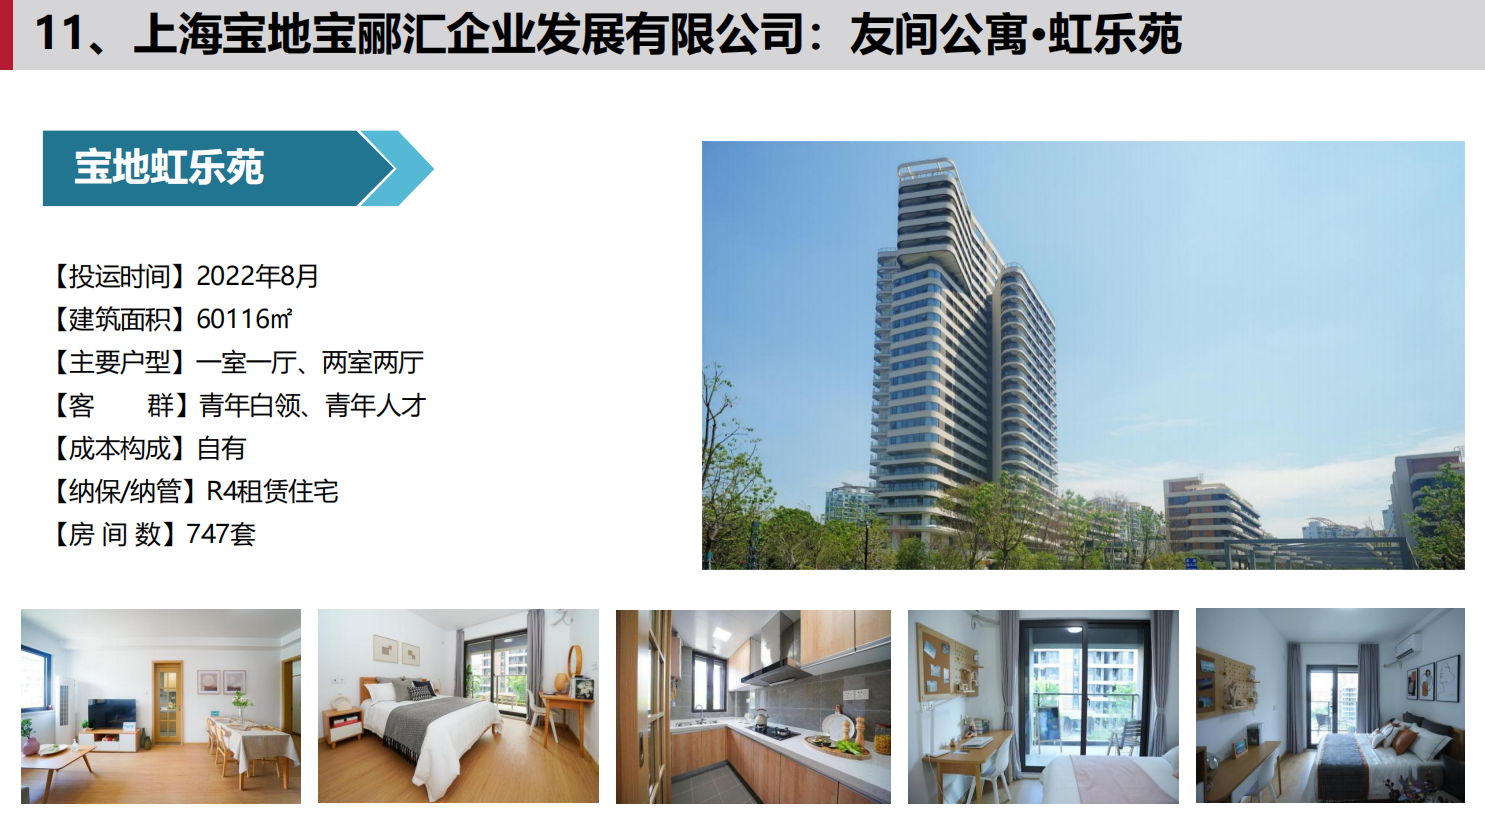 11、上海宝地宝郦汇企业发展有限公司：友间公寓•虹乐苑
宝地虹乐苑
【投运时间】2022年8月
【建筑面积】60116㎡
【主要户型】一室一厅、两室两厅
【客 群】青年白领、青年人才
【成本构成】自有
【纳保/纳管】R4租赁住宅
【房 间 数】747套